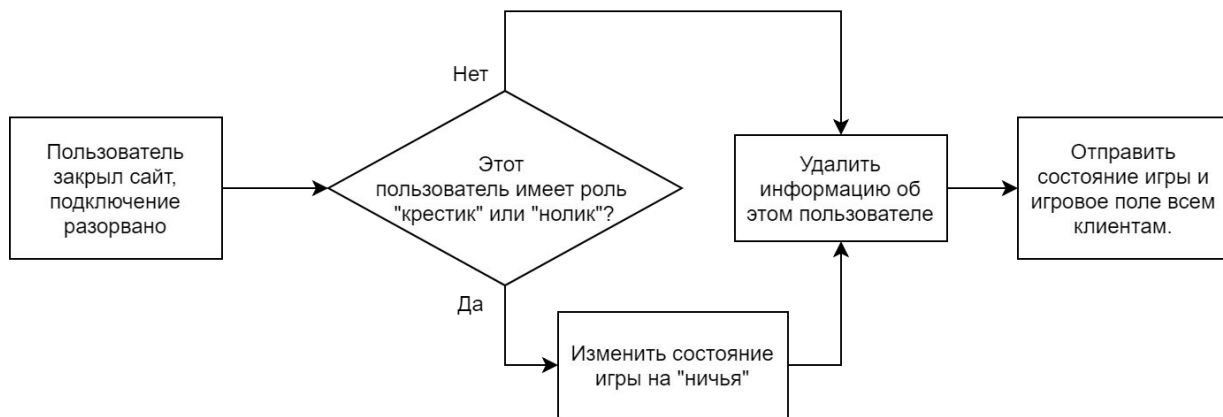 Пользователь
закрыл сайт,
подключение
разорвано
Нет
Этот
пользователь имеет роль
"крестик" или "нолик"?
Да
Изменить состояние
игры на "ничья"
Удалить
информацию об
этом пользователе
Отправить
состояние игры и
игровое поле всем
клиентам.